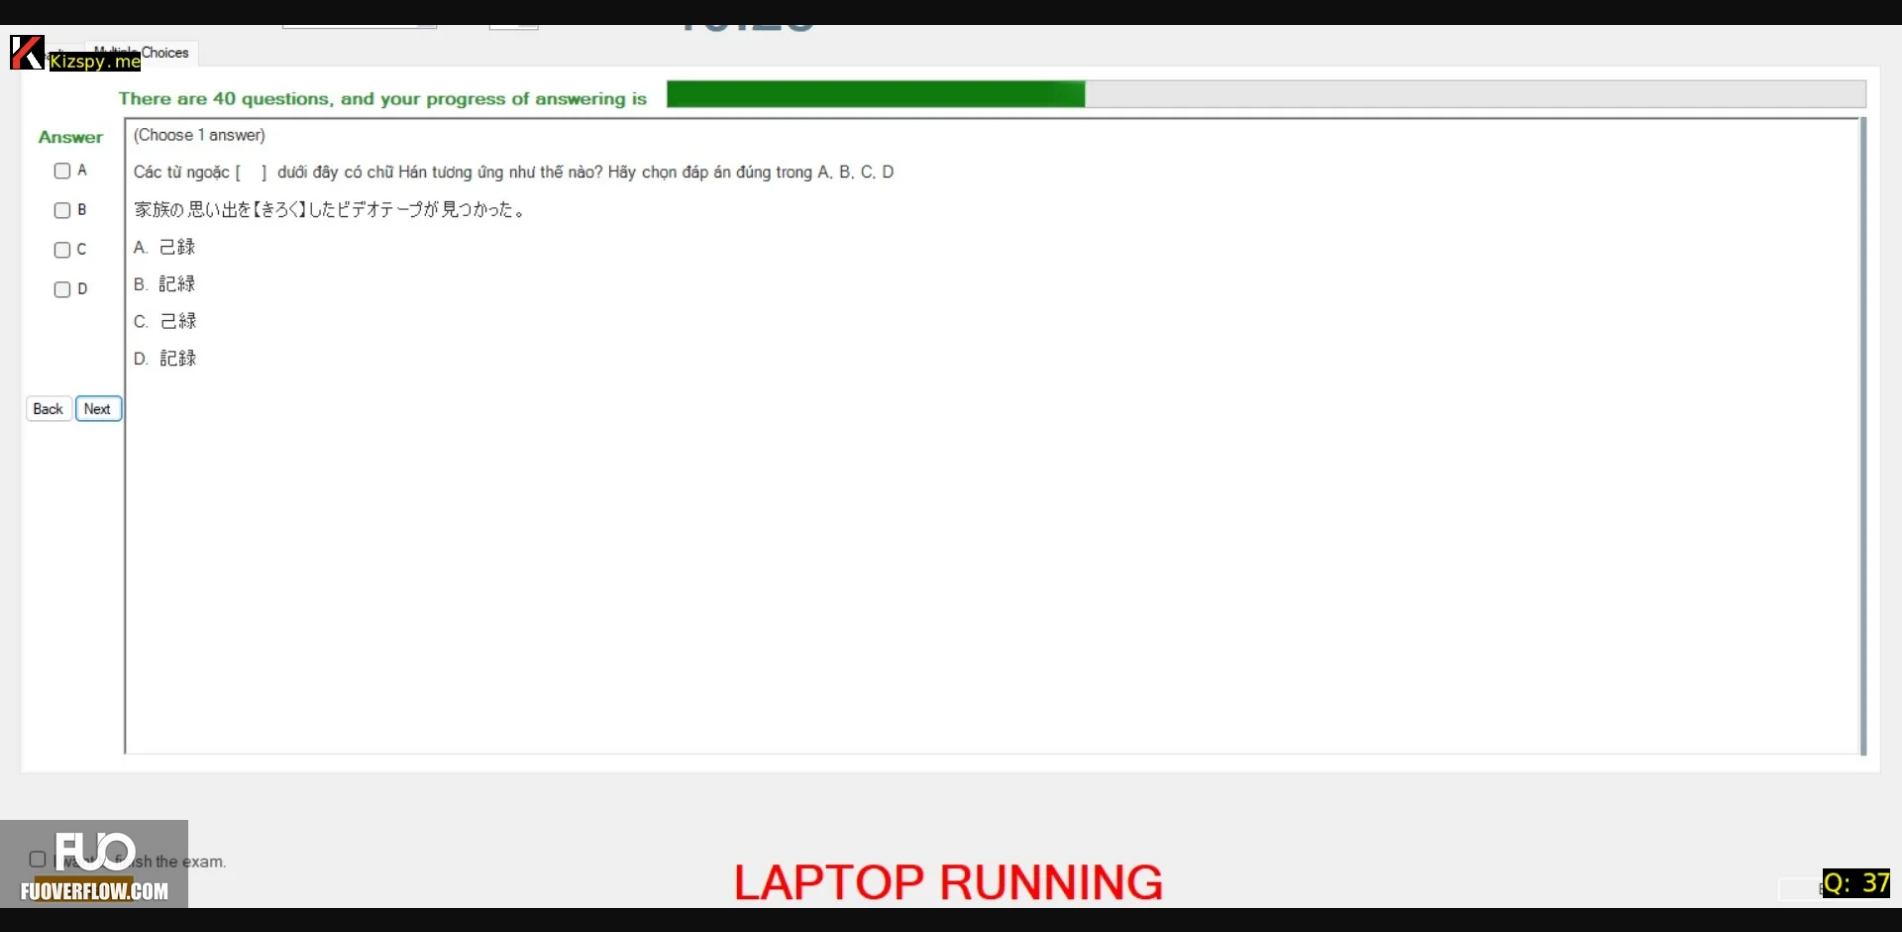 Multiple Choices
Kizspy.me
There are 40 questions, and your progress of answering is
Answer
(Choose 1 answer)
A
Các từ ngoặc [ ] dưới đây có chữ Hán tương ứng như thế nào? Hãy chọn đáp án đúng trong A, B, C, D
B
家族の思い出を【きろく】したビデオテープが見つかった。
C
A. 己録
D
B. 記緑
C. 己緑
D. 記録
Back Next
FUO
finish the exam.
FUOVERFLOW.COM
LAPTOP RUNNING
Q: 37